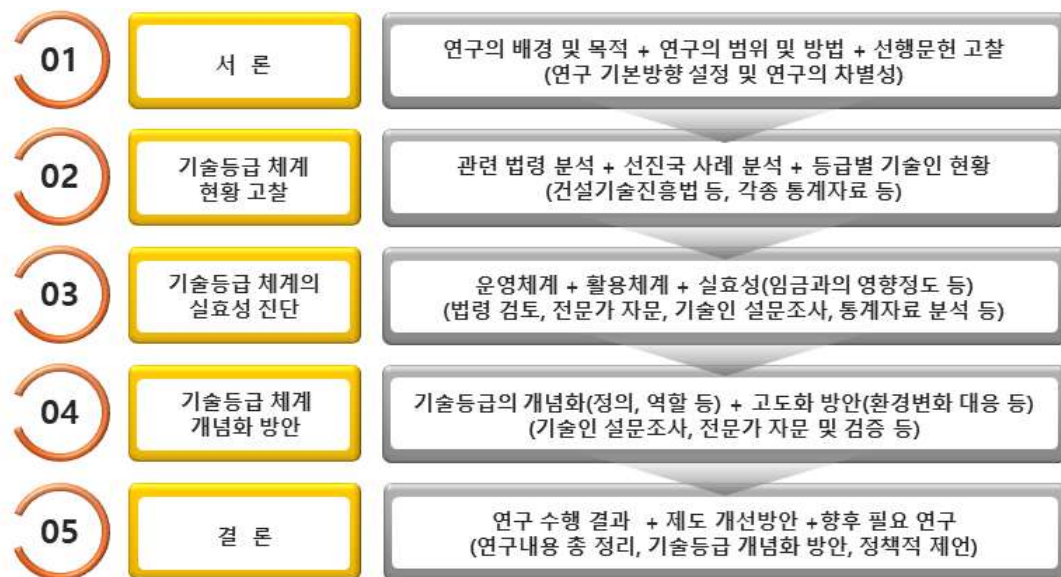 01
서 론
연구의 배경 및 목적 + 연구의 범위 및 방법 + 선행문헌 고찰
(연구 기본방향 설정 및 연구의 차별성)
02
기술등급 체계
현황 고찰
관련 법령 분석 + 선진국 사례 분석 + 등급별 기술인 현황
(건설기술진흥법 등, 각종 통계자료 등)
03
기술등급 체계의
실효성 진단
운영체계 + 활용체계 + 실효성(임금과의 영향정도 등)
(법령 검토, 전문가 자문, 기술인 설문조사, 통계자료 분석 등)
04
기술등급 체계
개념화 방안
기술등급의 개념화(정의, 역할 등) + 고도화 방안(환경변화 대응 등)
(기술인 설문조사, 전문가 자문 및 검증 등)
05
결 론
연구 수행 결과 + 제도 개선방안 +향후 필요 연구
(연구내용 총 정리, 기술등급 개념화 방안, 정책적 제언)